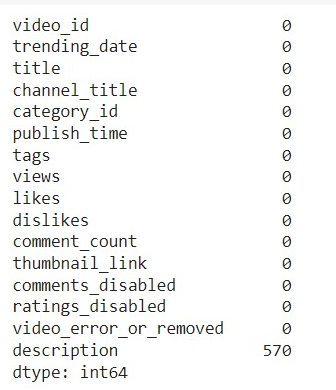 video_id 0
trending_date 0
title 0
channel_title 0
category_id 0
publish_time 0
tags 0
views 0
likes 0
dislikes 0
comment_count 0
thumbnail_link 0
comments_disabled 0
ratings_disabled 0
video_error_or_removed 0
description 570
dtype: int64